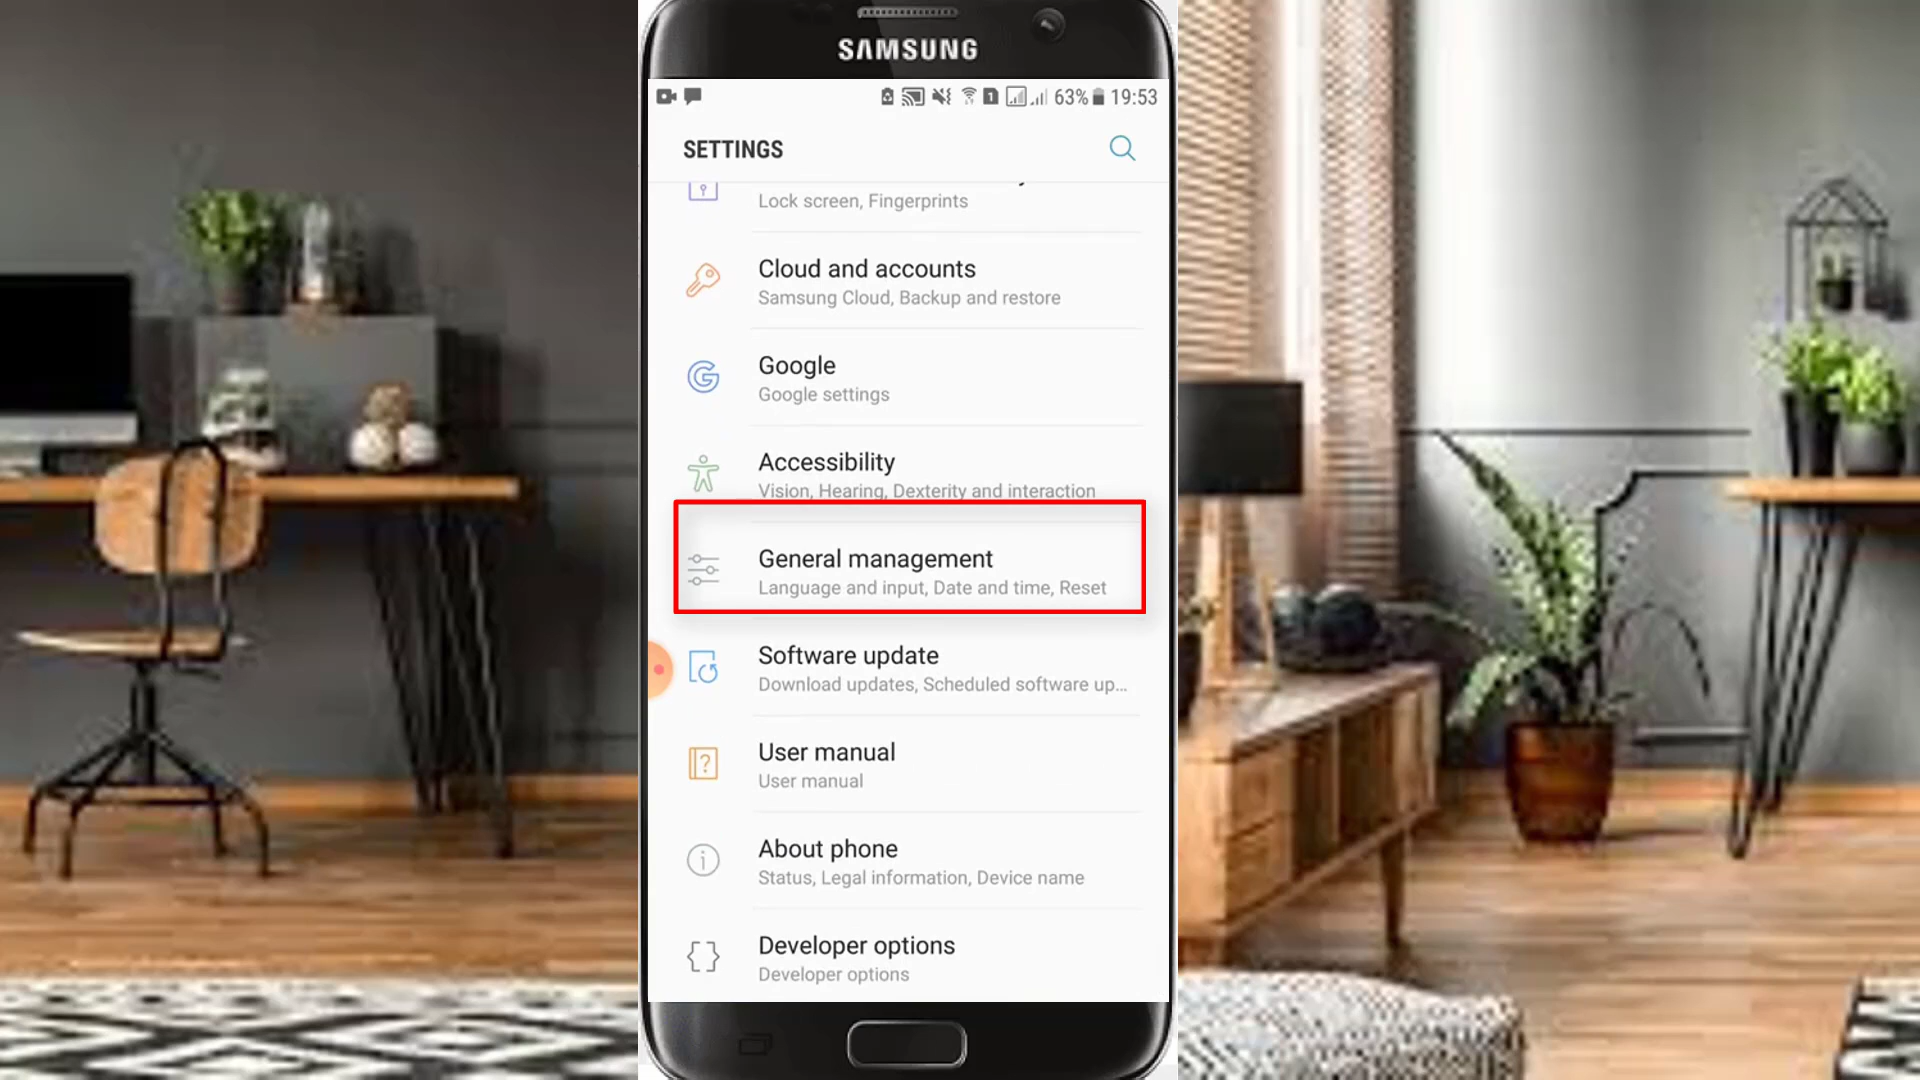 SAMSUNG
1 63% 19:53
SETTINGS
Lock screen, Fingerprints
Cloud and accounts
Samsung Cloud, Backup and restore
Google
Google settings
Accessibility
Vision, Hearing, Dexterity and interaction
General management
Language and input, Date and time, Reset
Software update
Download updates, Scheduled software up...
User manual
User manual
About phone
Status, Legal information, Device name
Developer options
Developer options